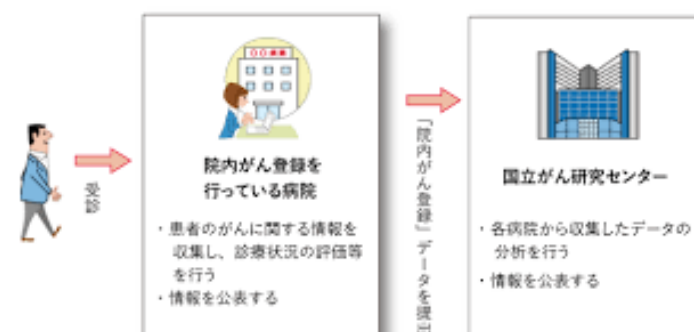 受診
院内がん登録を
行っている病院
・患者のがんに関する情報を
収集し、診療状況の評価等
を行う
・情報を公表する
「院内がん登録」データを提
国立がん研究センター
・各病院から収集したデータの
分析を行う
・情報を公表する